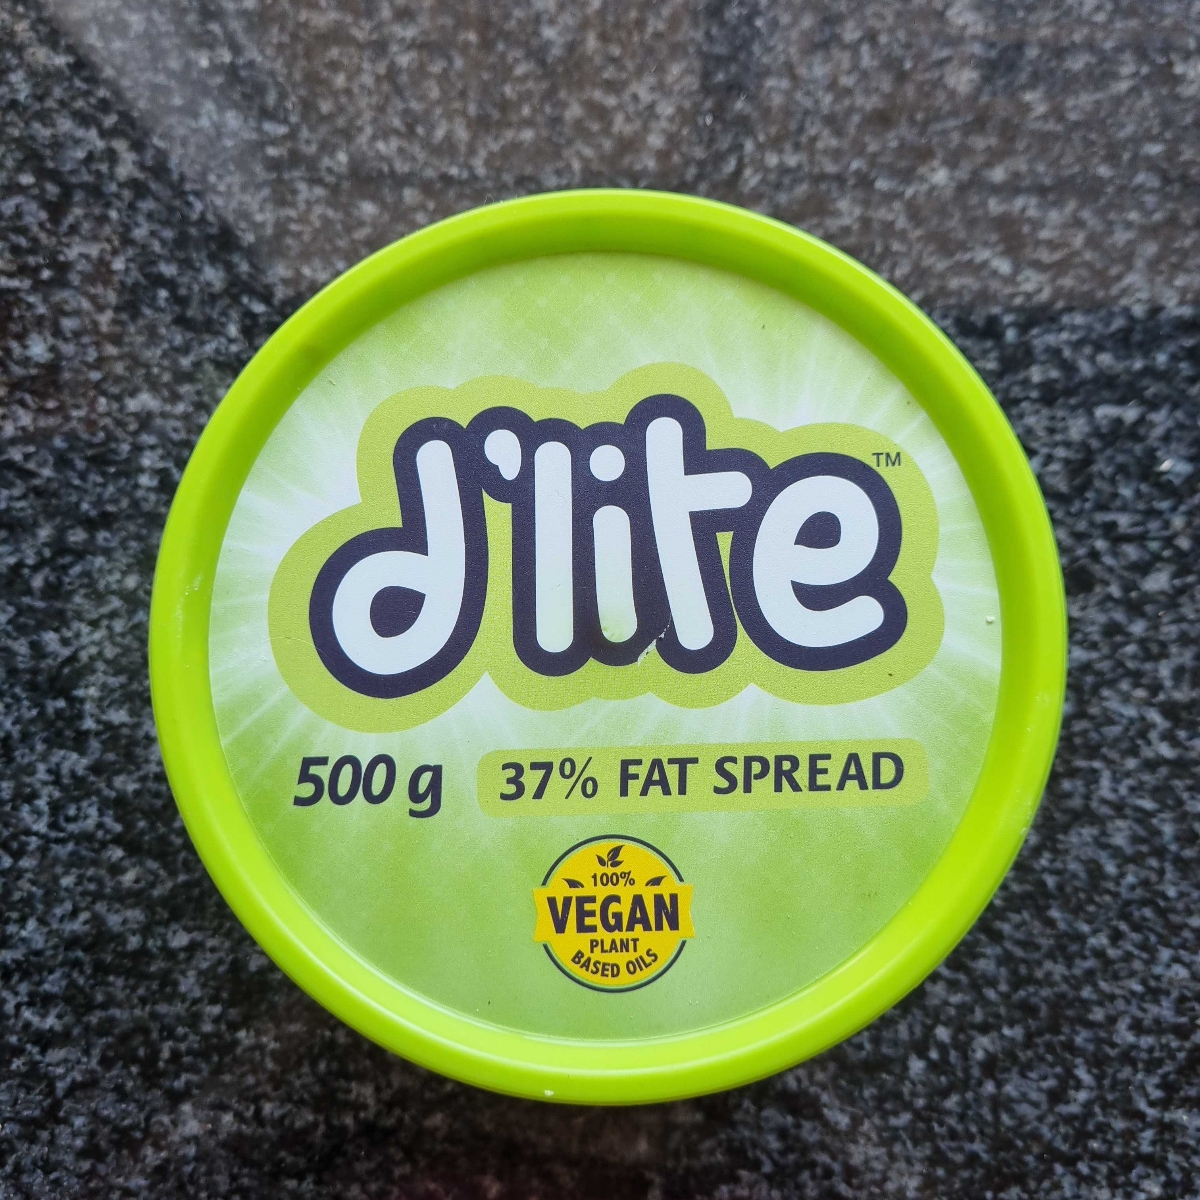 d'lite™
500 g 37% FAT SPREAD
100%
VEGAN
PLANT
BASED OILS